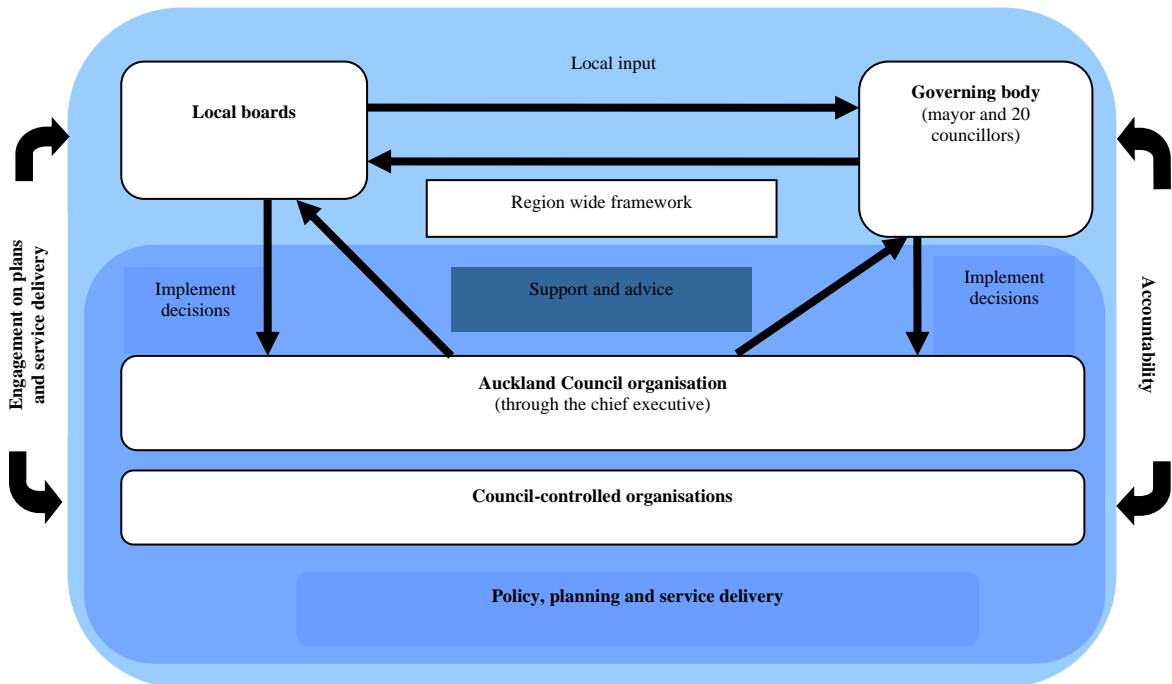 Local input
Local boards
Governing body
(mayor and 20
councillors)
Region wide framework
Engagement on plans
and service delivery
Implement
decisions
Support and advice
Implement
decisions
Accountability
Auckland Council organisation
(through the chief executive)
Council-controlled organisations
Policy, planning and service delivery